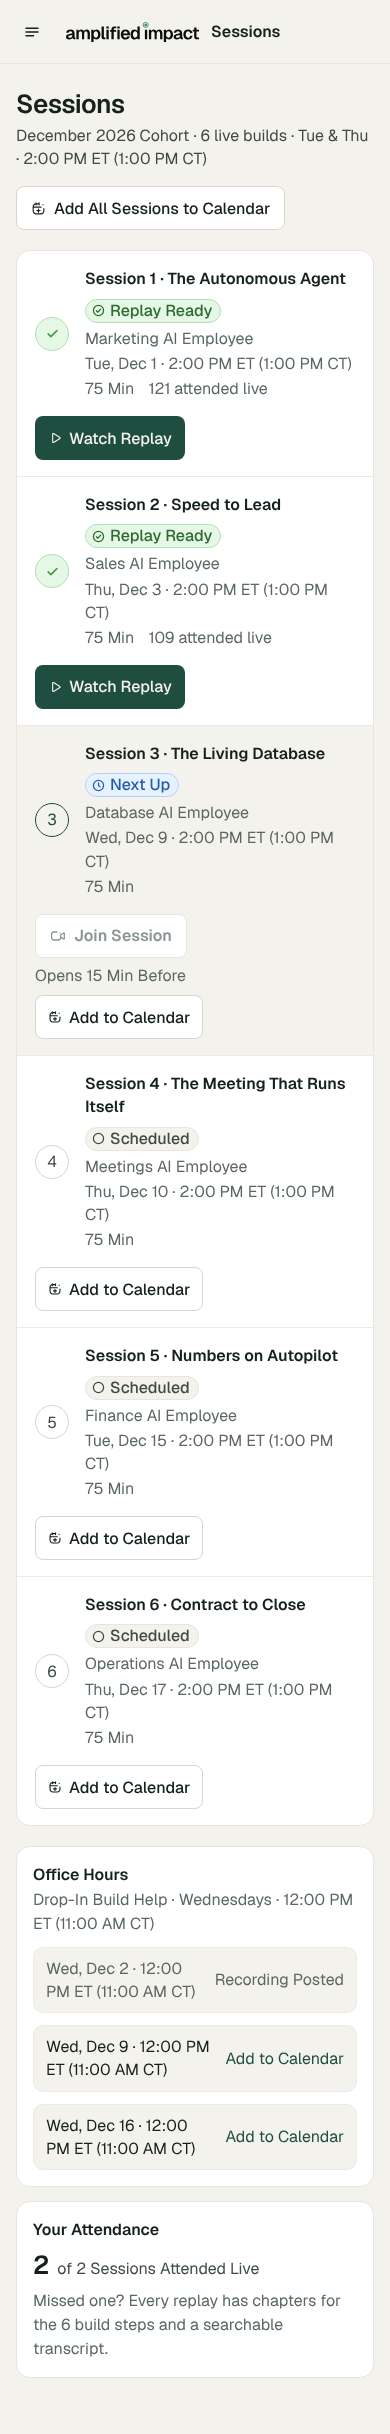 amplified impact Sessions
Sessions
December 2026 Cohort · 6 live builds · Tue & Thu
· 2:00 PM ET (1:00 PM CT)
Add All Sessions to Calendar
Session 1 · The Autonomous Agent
Replay Ready
Marketing AI Employee
Tue, Dec 1 · 2:00 PM ET (1:00 PM CT)
75 Min 121 attended live
Watch Replay
Session 2 · Speed to Lead
Replay Ready
Sales AI Employee
Thu, Dec 3 · 2:00 PM ET (1:00 PM
CT)
75 Min 109 attended live
Watch Replay
Session 3 · The Living Database
Next Up
3
Database AI Employee
Wed, Dec 9 · 2:00 PM ET (1:00 PM
CT)
75 Min
Join Session
Opens 15 Min Before
Add to Calendar
Session 4 · The Meeting That Runs
Itself
Scheduled
4
Meetings AI Employee
Thu, Dec 10 · 2:00 PM ET (1:00 PM
CT)
75 Min
Add to Calendar
Session 5 · Numbers on Autopilot
Scheduled
5
Finance AI Employee
Tue, Dec 15 · 2:00 PM ET (1:00 PM
CT)
75 Min
Add to Calendar
Session 6 · Contract to Close
Scheduled
6
Operations AI Employee
Thu, Dec 17 · 2:00 PM ET (1:00 PM
CT)
75 Min
Add to Calendar
Office Hours
Drop-In Build Help · Wednesdays · 12:00 PM
ET (11:00 AM CT)
Wed, Dec 2 · 12:00
PM ET (11:00 AM CT)
Recording Posted
Wed, Dec 9 · 12:00 PM
ET (11:00 AM CT)
Add to Calendar
Wed, Dec 16 · 12:00
PM ET (11:00 AM CT)
Add to Calendar
Your Attendance
2 of 2 Sessions Attended Live
Missed one? Every replay has chapters for
the 6 build steps and a searchable
transcript.